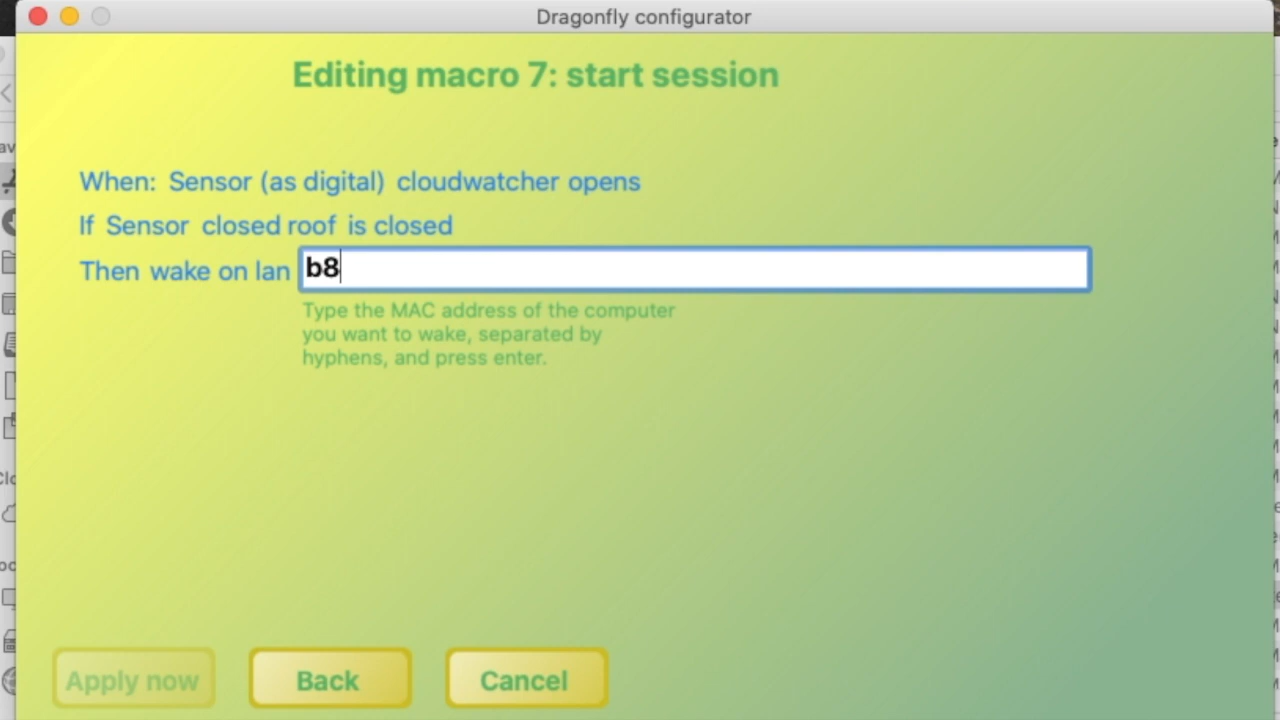 Dragonfly configurator
Editing macro 7: start session
When: Sensor (as digital) cloudwatcher opens
If Sensor closed roof is closed
Then wake on lan b8
Type the MAC address of the computer
you want to wake, separated by
hyphens, and press enter.
Apply now Back Cancel